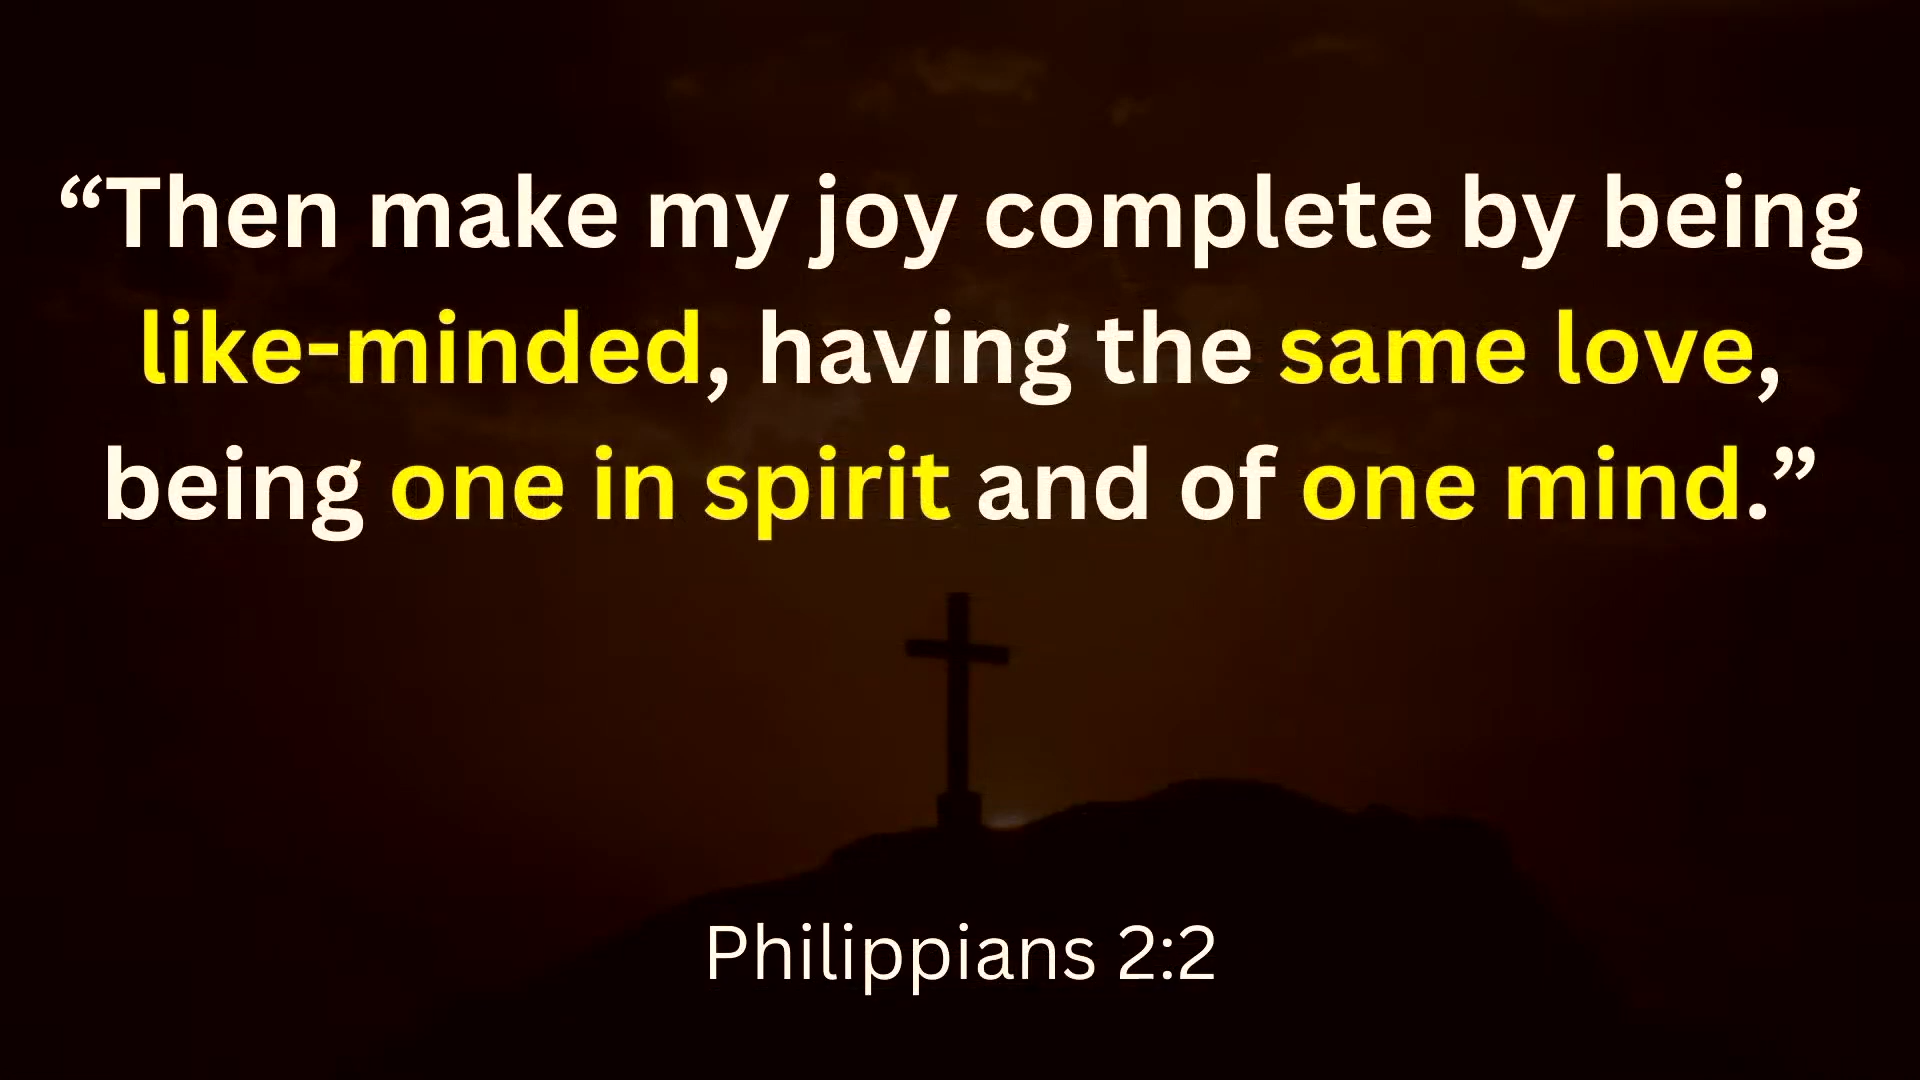 “Then make my joy complete by being
like-minded, having the same love,
being one in spirit and of one mind.”
Philippians 2:2